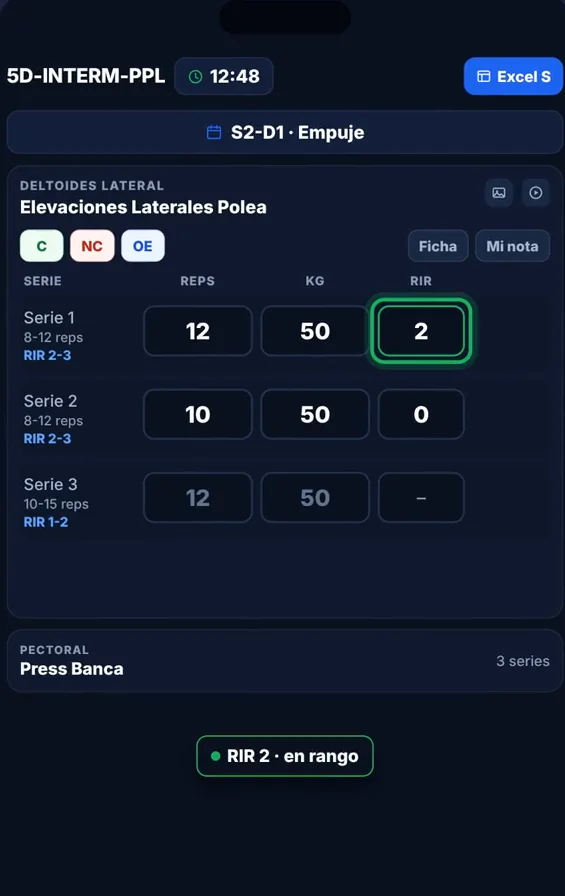 5D-INTERM-PPL 12:48 Excel S
S2-D1 · Empuje
DELTOIDES LATERAL
Elevaciones Laterales Polea
C NC OE Ficha Mi nota
SERIE REPS KG RIR
Serie 1
8-12 reps
RIR 2-3
12 50 2
Serie 2
8-12 reps
RIR 2-3
10 50 0
Serie 3
10-15 reps
RIR 1-2
12 50 –
PECTORAL
Press Banca
3 series
RIR 2 · en rango